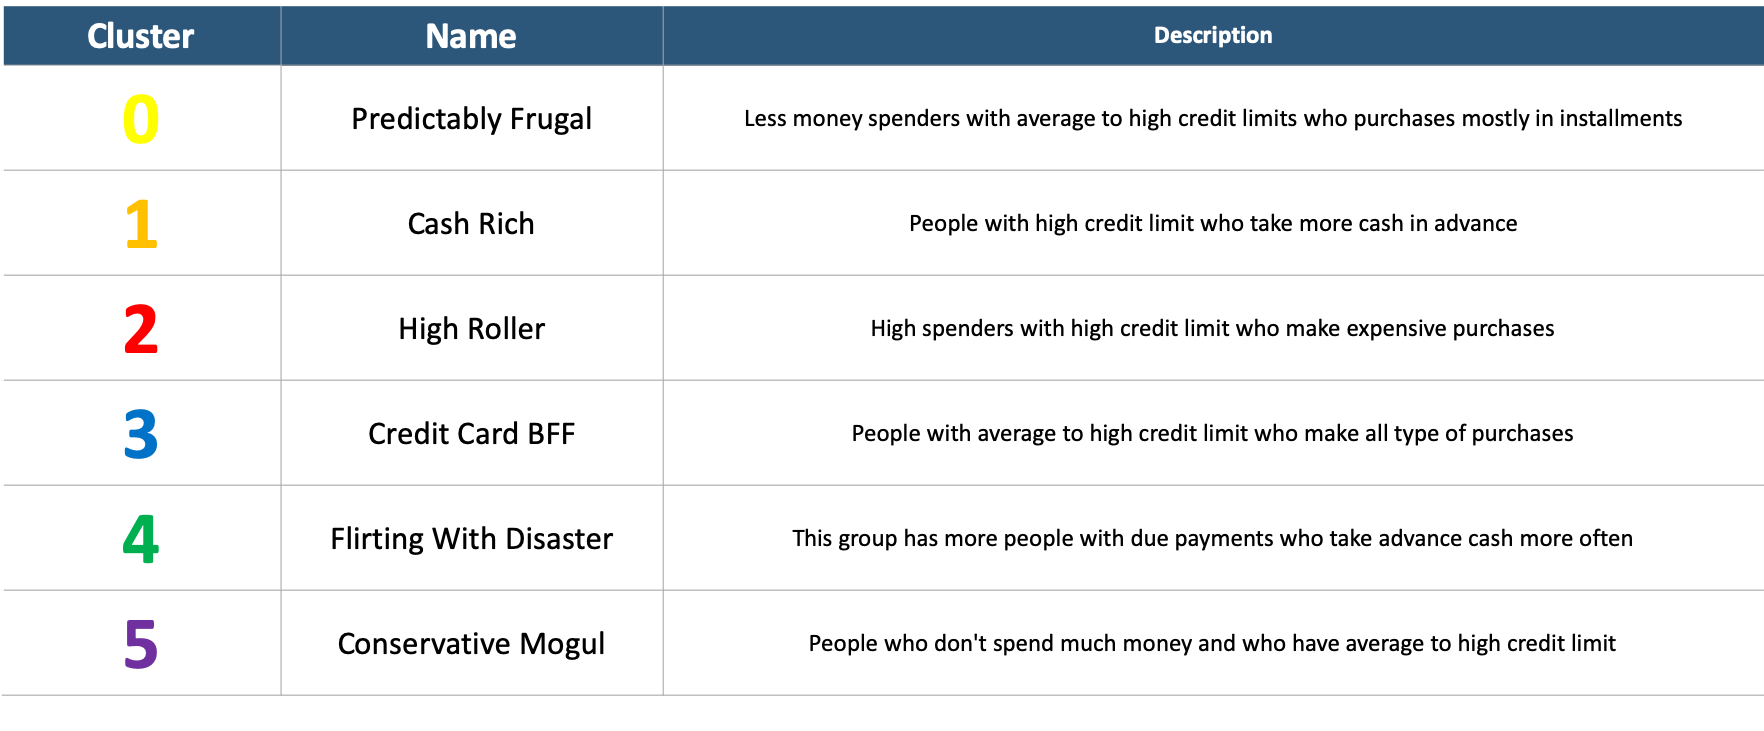 Cluster Name Description
0 Predictably Frugal Less money spenders with average to high credit limits who purchases mostly in installments
1 Cash Rich People with high credit limit who take more cash in advance
2 High Roller High spenders with high credit limit who make expensive purchases
3 Credit Card BFF People with average to high credit limit who make all type of purchases
4 Flirting With Disaster This group has more people with due payments who take advance cash more often
5 Conservative Mogul People who don't spend much money and who have average to high credit limit